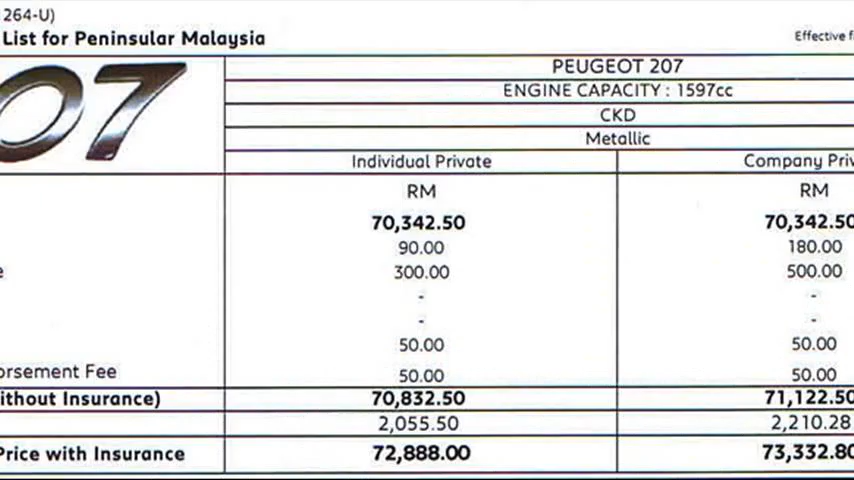 264-U)
List for Peninsular Malaysia
Effective
07
PEUGEOT 207
ENGINE CAPACITY : 1597cc
CKD
Metallic
Individual Private Company Priv
RM RM
70,342.50 70,342.50
90.00 180.00
e 300.00 500.00
- -
- -
50.00 50.00
orsement Fee 50.00 50.00
ithout Insurance) 70,832.50 71,122.50
2,055.50 2,210.28
Price with Insurance 72,888.00 73,332.80